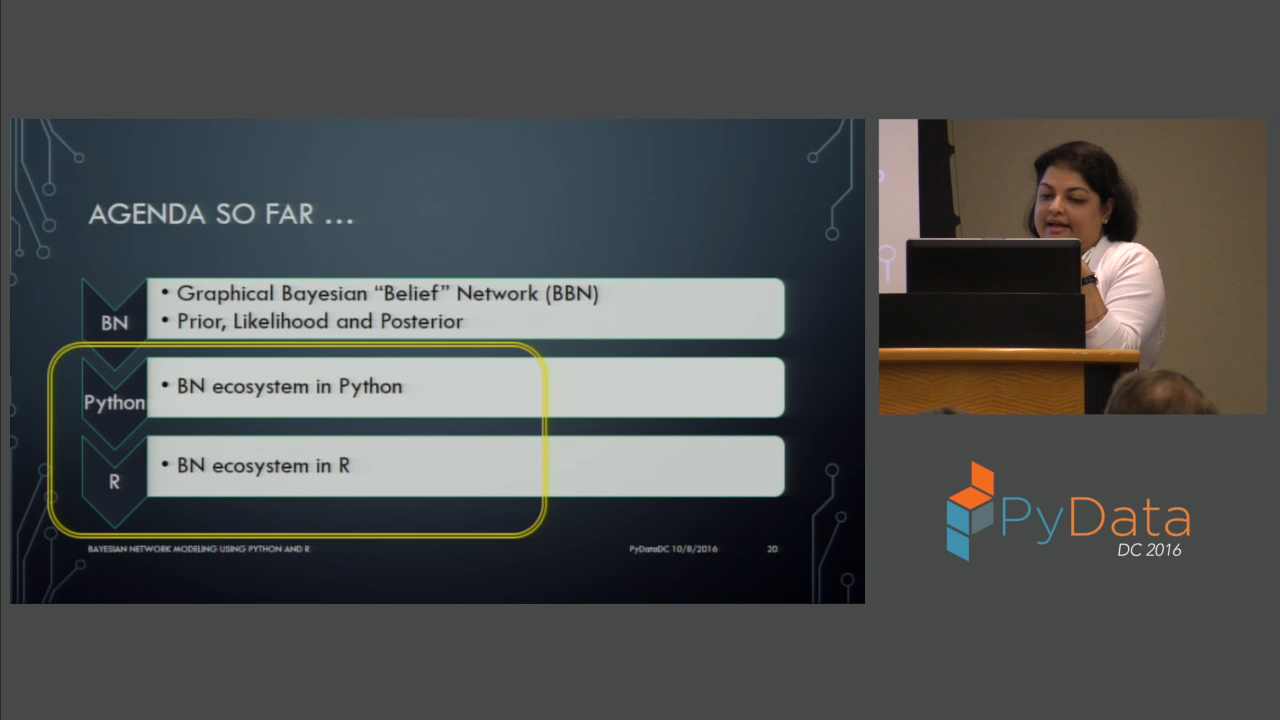 AGENDA SO FAR ...
BN
• Graphical Bayesian “Belief” Network (BBN)
• Prior, Likelihood and Posterior
Python
• BN ecosystem in Python
R
• BN ecosystem in R
BAYESIAN NETWORK MODELING USING PYTHON AND R
PyDataDC 10/8/2016
20
PyData
DC 2016